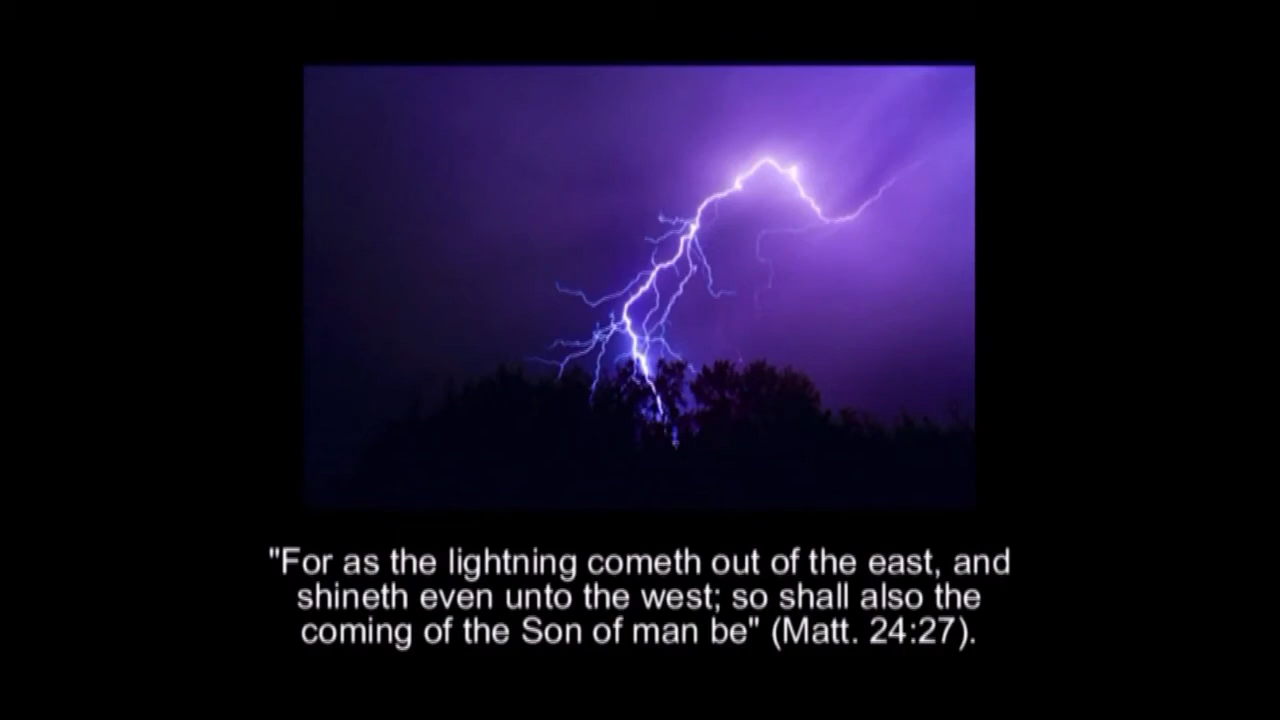 "For as the lightning cometh out of the east, and
shineth even unto the west; so shall also the
coming of the Son of man be" (Matt. 24:27).